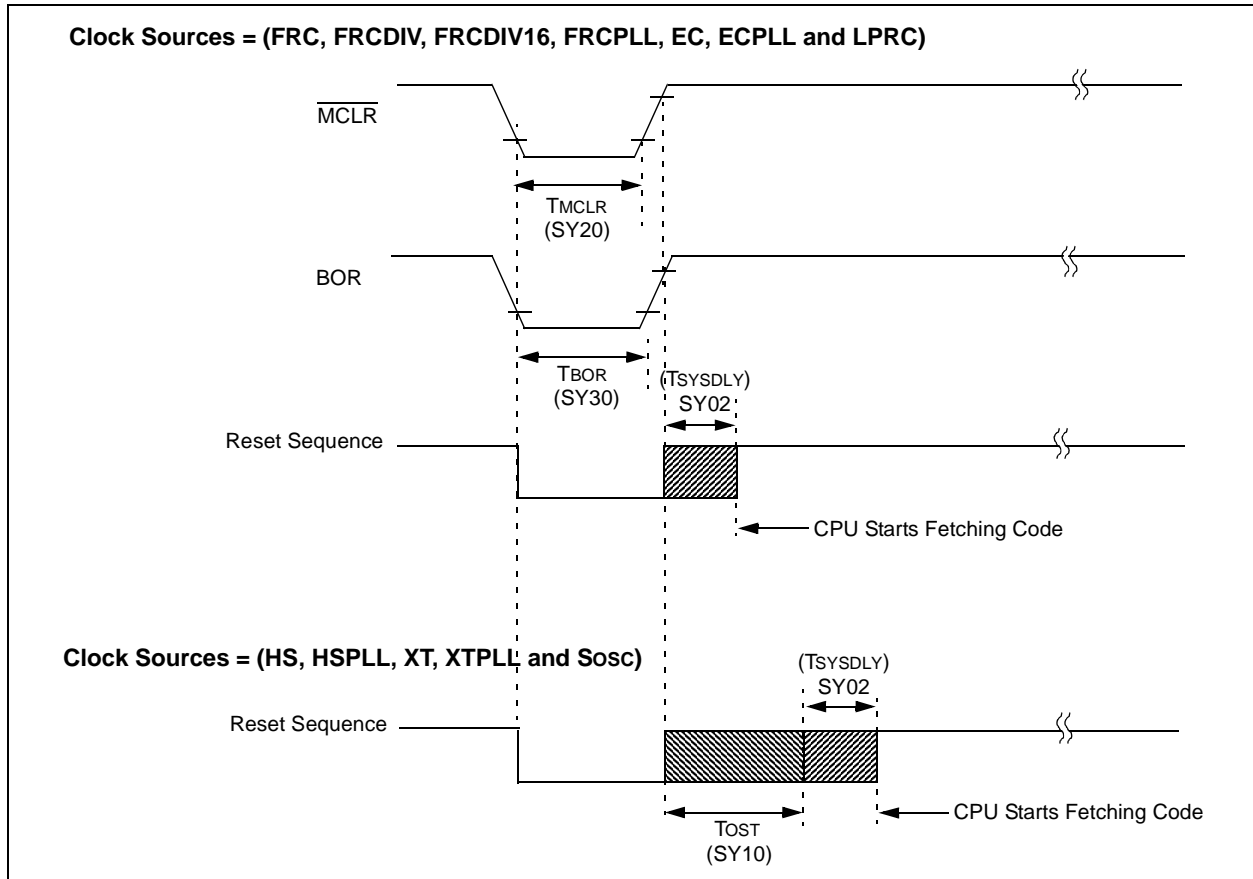 Clock Sources = (FRC, FRCDIV, FRCDIV16, FRCPLL, EC, ECPLL and LPRC)
MCLR
TMCLR
(SY20)
BOR
TBOR
(SY30)
(TSYSDLY)
SY02
Reset Sequence
CPU Starts Fetching Code
Clock Sources = (HS, HSPLL, XT, XTPLL and SOSC)
(TSYSDLY)
SY02
Reset Sequence
CPU Starts Fetching Code
TOST
(SY10)